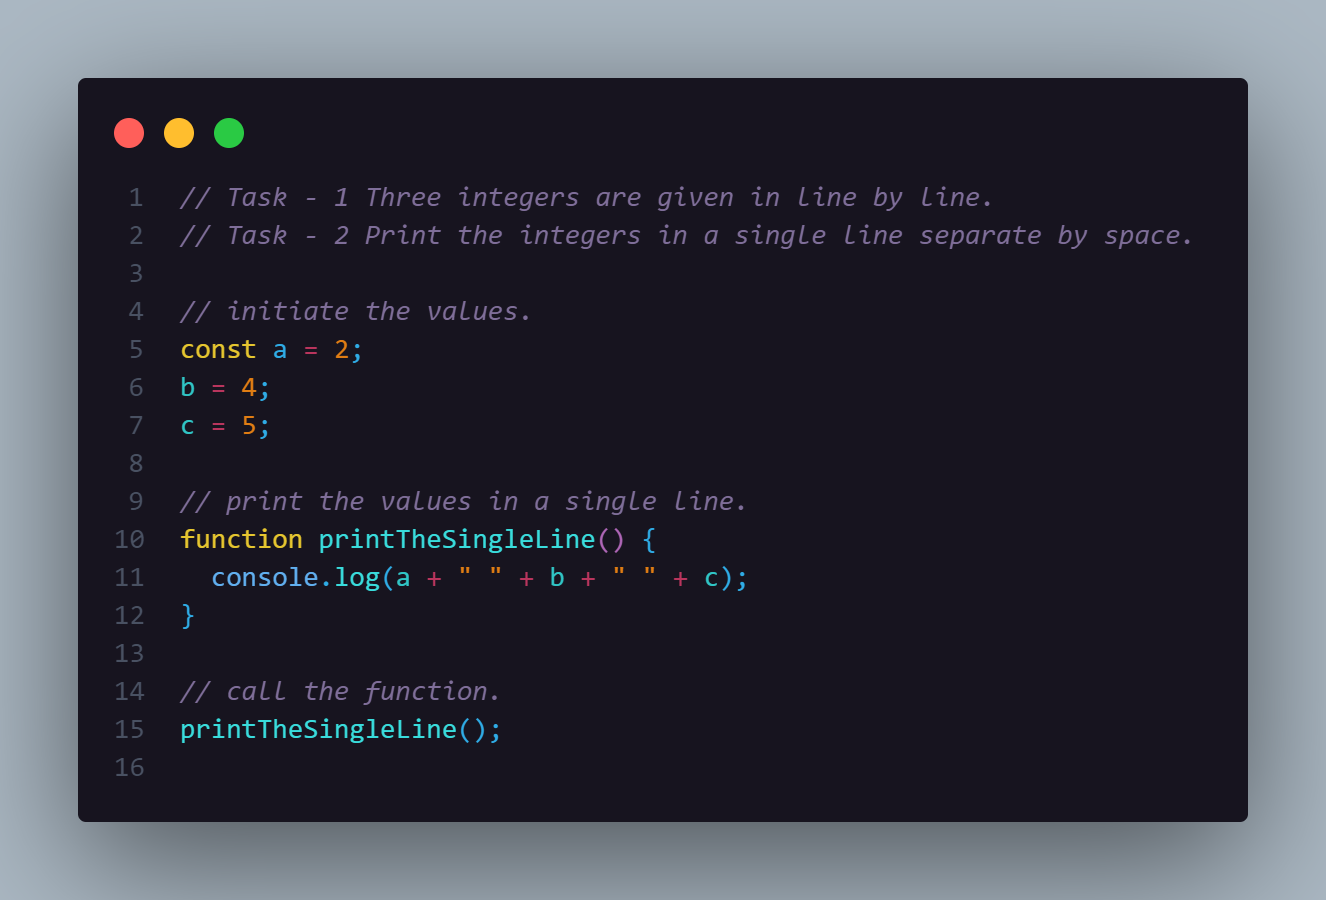 1 // Task - 1 Three integers are given in line by line.
2 // Task - 2 Print the integers in a single line separate by space.
3
4 // initiate the values.
5 const a = 2;
6 b = 4;
7 c = 5;
8
9 // print the values in a single line.
10 function printTheSingleLine() {
11   console.log(a + " " + b + " " + c);
12 }
13
14 // call the function.
15 printTheSingleLine();
16